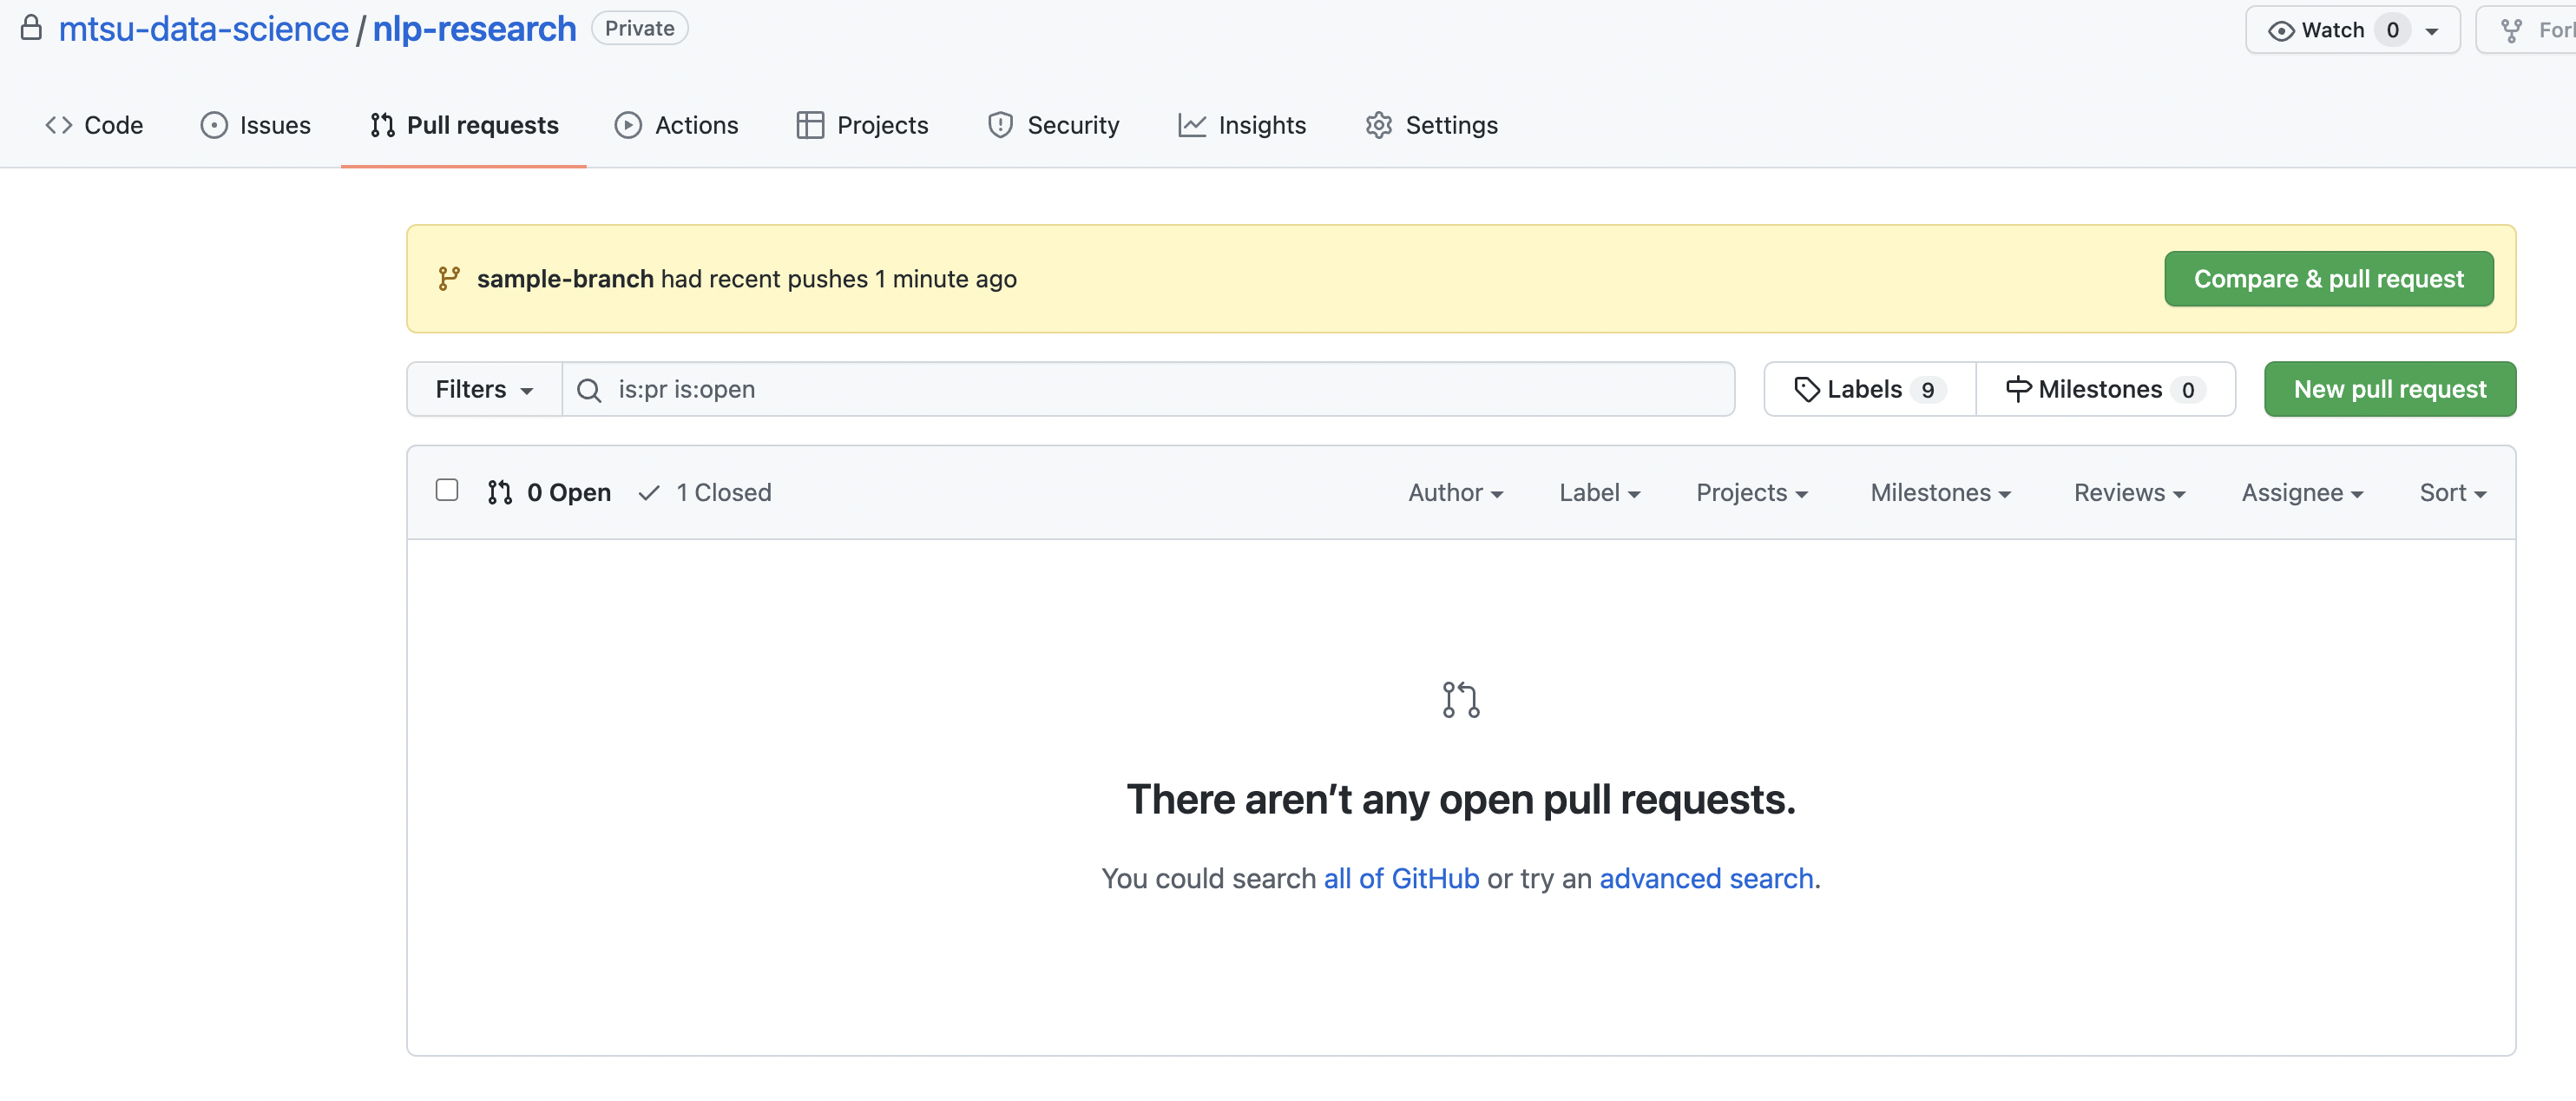 mtsu-data-science / nlp-research Private Watch 0
Code Issues Pull requests Actions Projects Security Insights Settings
sample-branch had recent pushes 1 minute ago Compare & pull request
Filters is:pr is:open Labels 9 Milestones 0 New pull request
0 Open 1 Closed Author Label Projects Milestones Reviews Assignee Sort
There aren’t any open pull requests.
You could search all of GitHub or try an advanced search.